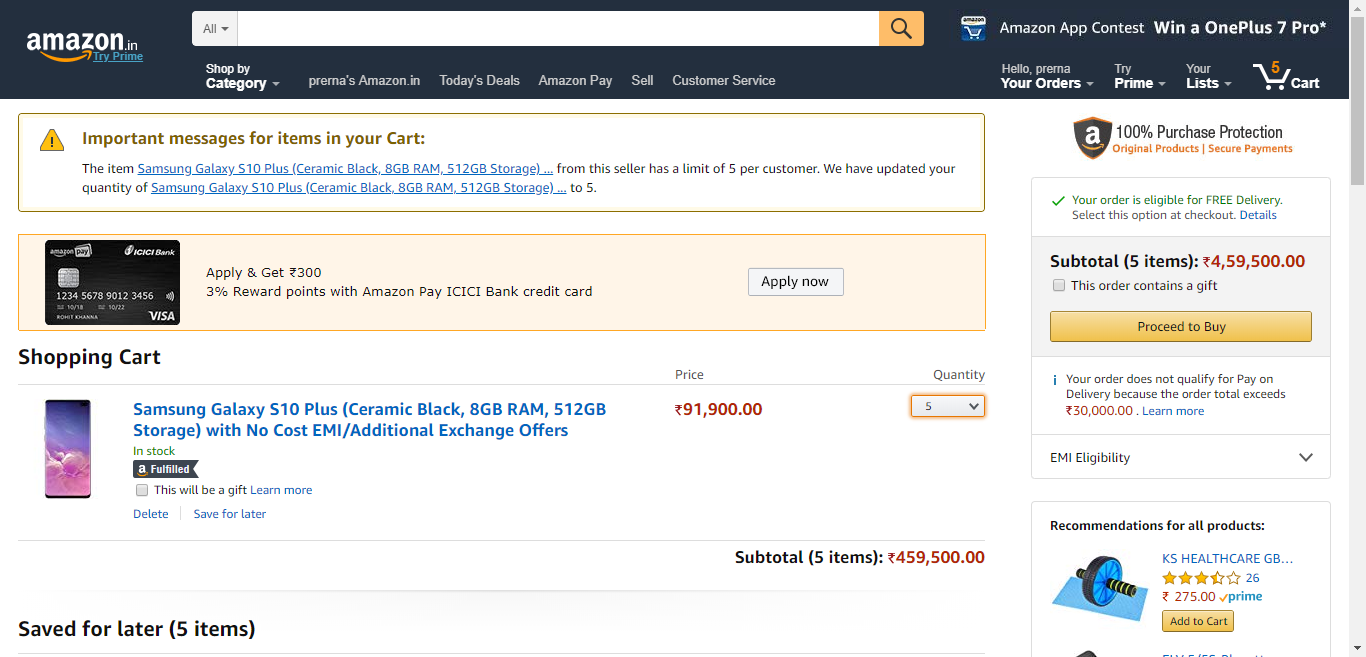 amazon.in
Try Prime
All
amazon
Amazon App Contest Win a OnePlus 7 Pro*
Shop by
Category
prerna's Amazon.in Today's Deals Amazon Pay Sell Customer Service
Hello, prerna
Your Orders
Try
Prime
Your
Lists
5
Cart
Important messages for items in your Cart:
The item Samsung Galaxy S10 Plus (Ceramic Black, 8GB RAM, 512GB Storage) ... from this seller has a limit of 5 per customer. We have updated your
quantity of Samsung Galaxy S10 Plus (Ceramic Black, 8GB RAM, 512GB Storage) ... to 5.
amazon pay ICICI Bank
1234 5678 9012 3456
10/18 10/22
ROHIT KHANNA
VISA
Apply & Get ₹300
3% Reward points with Amazon Pay ICICI Bank credit card
Apply now
Shopping Cart
Price Quantity
Samsung Galaxy S10 Plus (Ceramic Black, 8GB RAM, 512GB
Storage) with No Cost EMI/Additional Exchange Offers
₹91,900.00
5
In stock
a Fulfilled
This will be a gift Learn more
Delete Save for later
Subtotal (5 items): ₹459,500.00
Saved for later (5 items)
a 100% Purchase Protection
Original Products | Secure Payments
Your order is eligible for FREE Delivery.
Select this option at checkout. Details
Subtotal (5 items): ₹4,59,500.00
This order contains a gift
Proceed to Buy
Your order does not qualify for Pay on
Delivery because the order total exceeds
₹30,000.00 . Learn more
EMI Eligibility
Recommendations for all products:
KS HEALTHCARE GB...
26
₹ 275.00 prime
Add to Cart